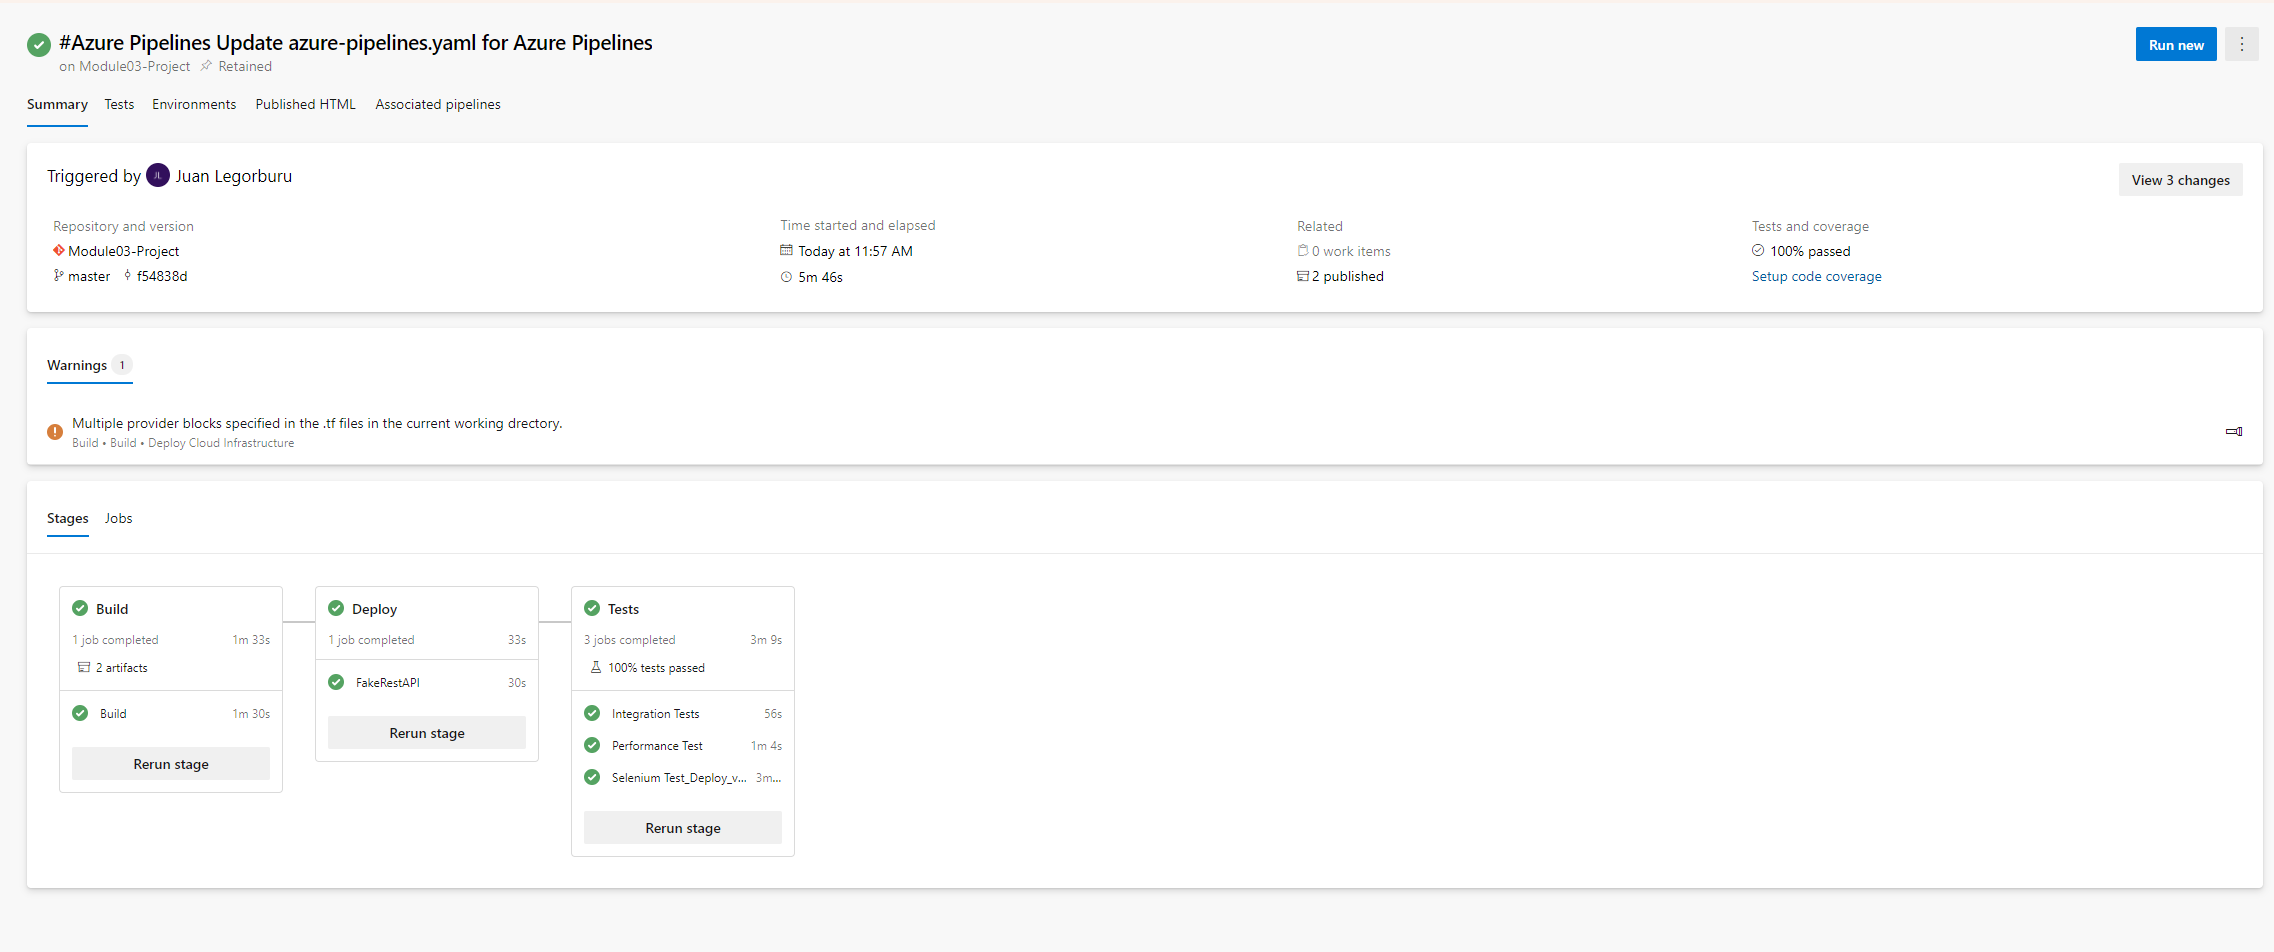 #Azure Pipelines Update azure-pipelines.yaml for Azure Pipelines
on Module03-Project Retained
Run new
Summary Tests Environments Published HTML Associated pipelines
Triggered by JL Juan Legorburu
View 3 changes
Repository and version
Module03-Project
master f54838d
Time started and elapsed
Today at 11:57 AM
5m 46s
Related
0 work items
2 published
Tests and coverage
100% passed
Setup code coverage
Warnings 1
Multiple provider blocks specified in the .tf files in the current working drectory.
Build • Build • Deploy Cloud Infrastructure
Stages Jobs
Build
1 job completed 1m 33s
2 artifacts
Build 1m 30s
Rerun stage
Deploy
1 job completed 33s
FakeRestAPI 30s
Rerun stage
Tests
3 jobs completed 3m 9s
100% tests passed
Integration Tests 56s
Performance Test 1m 4s
Selenium Test_Deploy_v... 3m...
Rerun stage